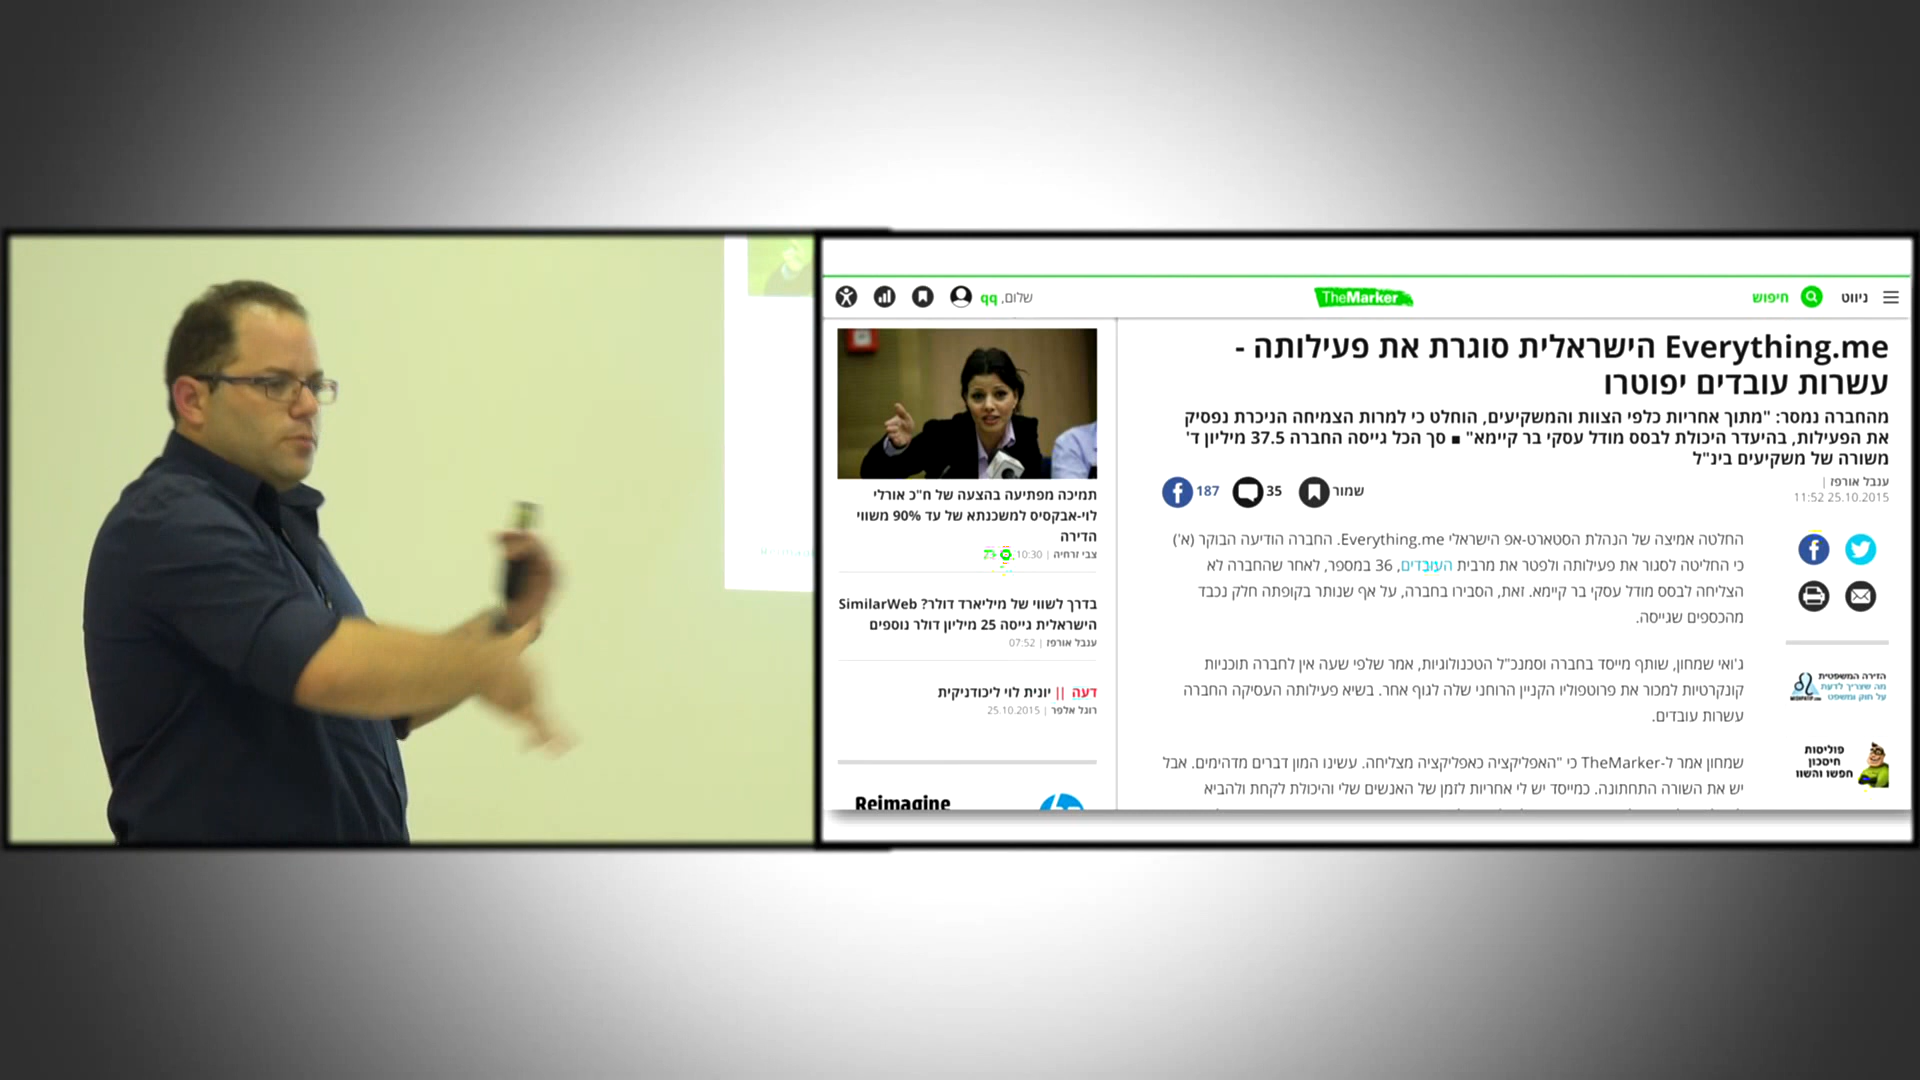 שלום, qq
TheMarker
חיפוש
ניווט
Everything.me הישראלית סוגרת את פעילותה -
עשרות עובדים יפוטרו
מהחברה נמסר: "מתוך אחריות כלפי הצוות והמשקיעים, הוחלט כי למרות הצמיחה הניכרת נפסיק
את הפעילות, בהיעדר היכולת לבסס מודל עסקי בר קיימא" ■ סך הכל גייסה החברה 37.5 מיליון ד'
משורה של משקיעים בינ"ל
ענבל אורפז |
11:52 25.10.2015
שמור
35
187
החלטה אמיצה של הנהלת הסטארט-אפ הישראלי Everything.me. החברה הודיעה הבוקר (א')
כי החליטה לסגור את פעילותה ולפטר את מרבית העובדים, 36 במספר, לאחר שהחברה לא
הצליחה לבסס מודל עסקי בר קיימא. זאת, הסבירו בחברה, על אף שנותר בקופתה חלק נכבד
מהכספים שגייסה.
ג'ואי שמחון, שותף מייסד בחברה וסמנכ"ל הטכנולוגיות, אמר שלפי שעה אין לחברה תוכניות
קונקרטיות למכור את פרוטפוליו הקניין הרוחני שלה לגוף אחר. בשיא פעילותה העסיקה החברה
עשרות עובדים.
שמחון אמר ל-TheMarker כי "האפליקציה כאפליקציה מצליחה. עשינו המון דברים מדהימים. אבל
יש את השורה התחתונה. כמייסד יש לי אחריות לזמן של האנשים שלי והיכולת לקחת ולהביא
הזירה המשפטית
מה שצריך לדעת
על חוק ומשפט
פוליסות
חיסכון
חפשו והשוו
תמיכה מפתיעה בהצעה של ח"כ אורלי
לוי-אבקסיס למשכנתא של עד 90% משווי
הדירה
צבי זרחיה | 10:30
בדרך לשווי של מיליארד דולר? SimilarWeb
הישראלית גייסה 25 מיליון דולר נוספים
ענבל אורפז | 07:52
דעה || יונית לוי ליכודניקית
רוגל אלפר | 25.10.2015
Reimagine